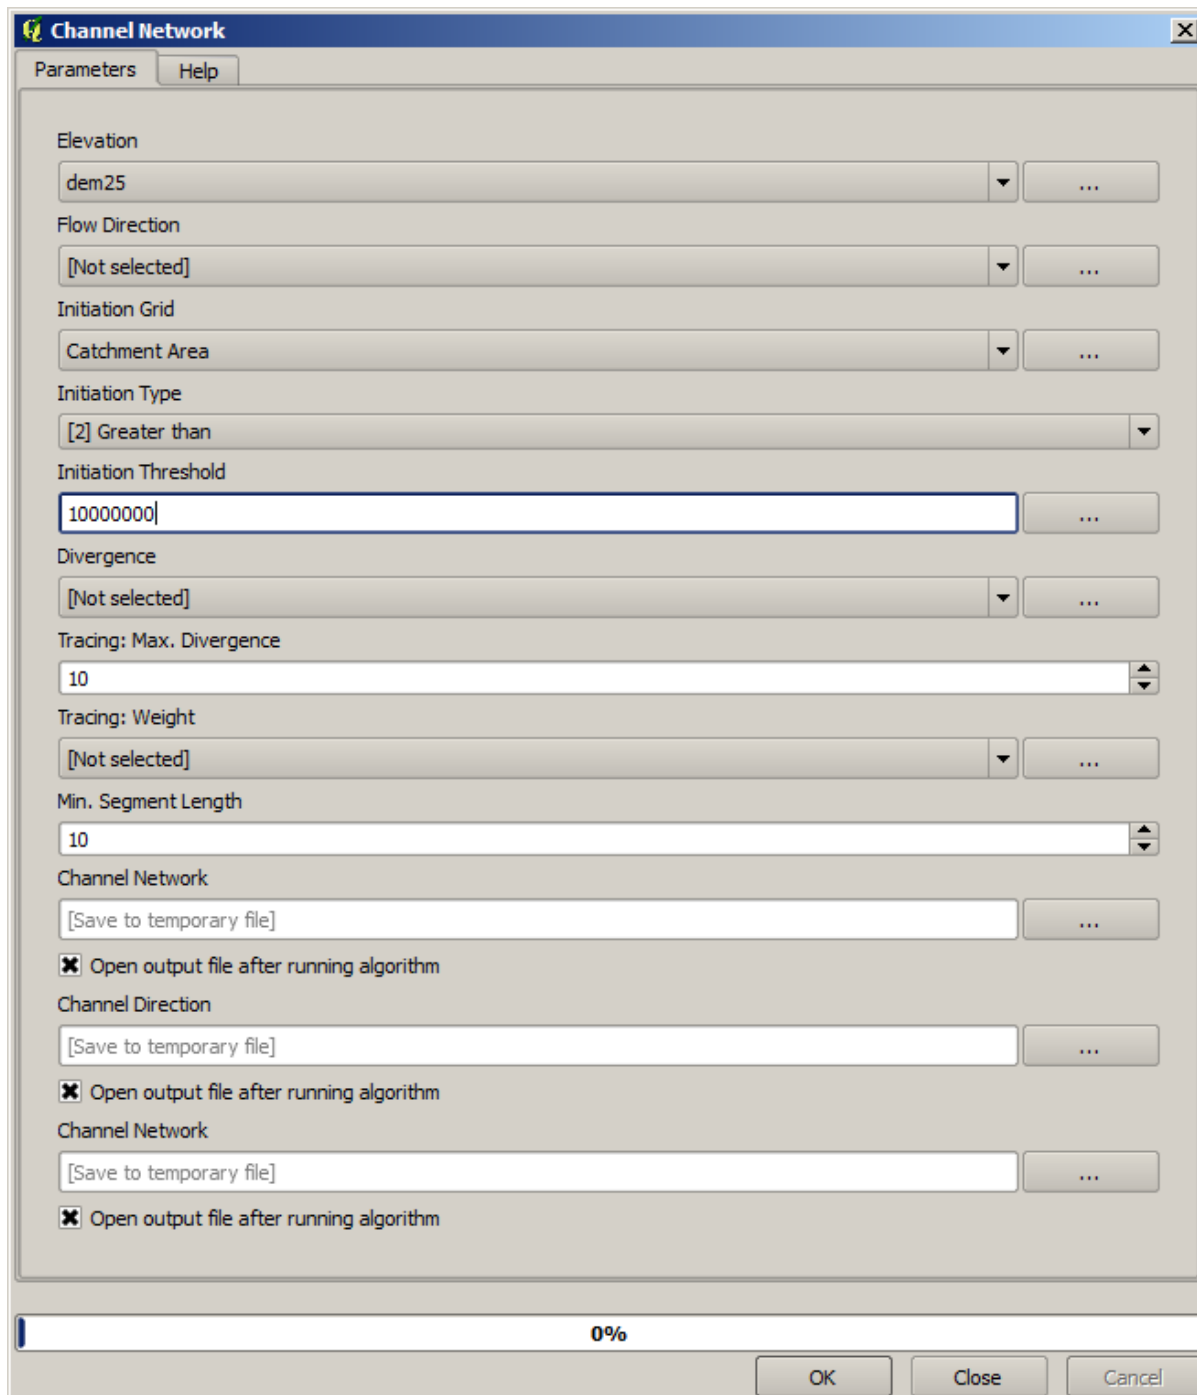 Channel Network
Parameters Help
Elevation
dem25
...
Flow Direction
[Not selected]
...
Initiation Grid
Catchment Area
...
Initiation Type
[2] Greater than
Initiation Threshold
10000000
...
Divergence
[Not selected]
...
Tracing: Max. Divergence
10
Tracing: Weight
[Not selected]
...
Min. Segment Length
10
Channel Network
[Save to temporary file]
...
Open output file after running algorithm
Channel Direction
[Save to temporary file]
...
Open output file after running algorithm
Channel Network
[Save to temporary file]
...
Open output file after running algorithm
0%
OK Close Cancel